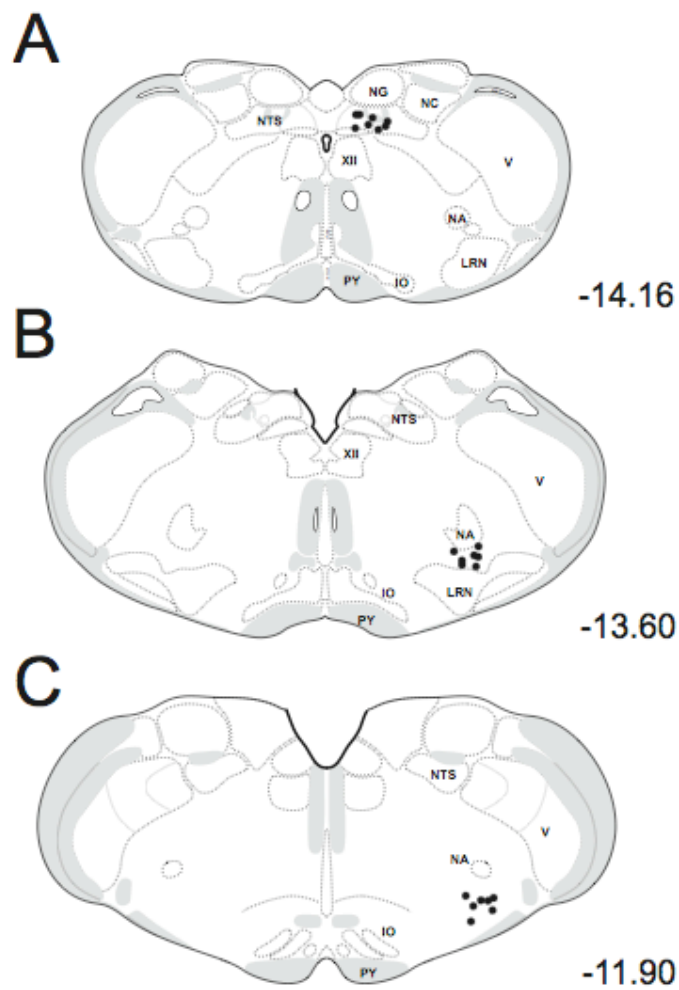 A
NG
NC
NTS
XII
V
NA
LRN
PY
IO
-14.16
B
NTS
XII
V
NA
IO
LRN
PY
-13.60
C
NTS
V
NA
IO
PY
-11.90